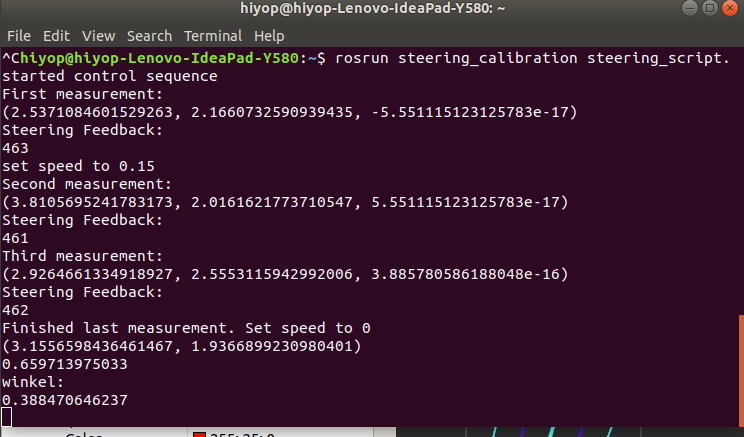 hiyop@hiyop-Lenovo-IdeaPad-Y580: ~
File Edit View Search Terminal Help
^Chiyop@hiyop-Lenovo-IdeaPad-Y580:~$ rosrun steering_calibration steering_script.
started control sequence
First measurement:
(2.5371084601529263, 2.1660732590939435, -5.551115123125783e-17)
Steering Feedback:
463
set speed to 0.15
Second measurement:
(3.8105695241783173, 2.0161621773710547, 5.551115123125783e-17)
Steering Feedback:
461
Third measurement:
(2.9264661334918927, 2.5553115942992006, 3.885780586188048e-16)
Steering Feedback:
462
Finished last measurement. Set speed to 0
(3.1556598436461467, 1.9366899230980401)
0.659713975033
winkel:
0.388470646237